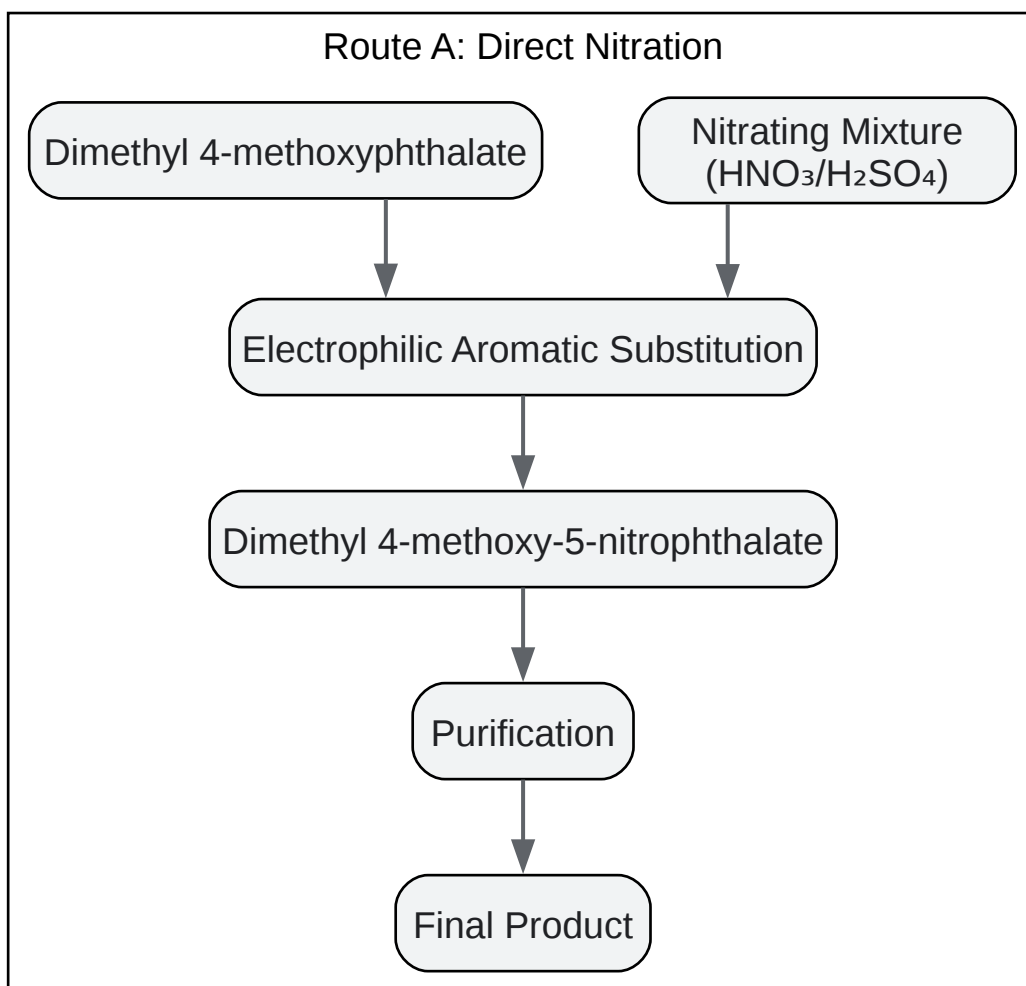 Route A: Direct Nitration
Dimethyl 4-methoxyphthalate
Nitrating Mixture
(HNO₃/H₂SO₄)
Electrophilic Aromatic Substitution
Dimethyl 4-methoxy-5-nitrophthalate
Purification
Final Product